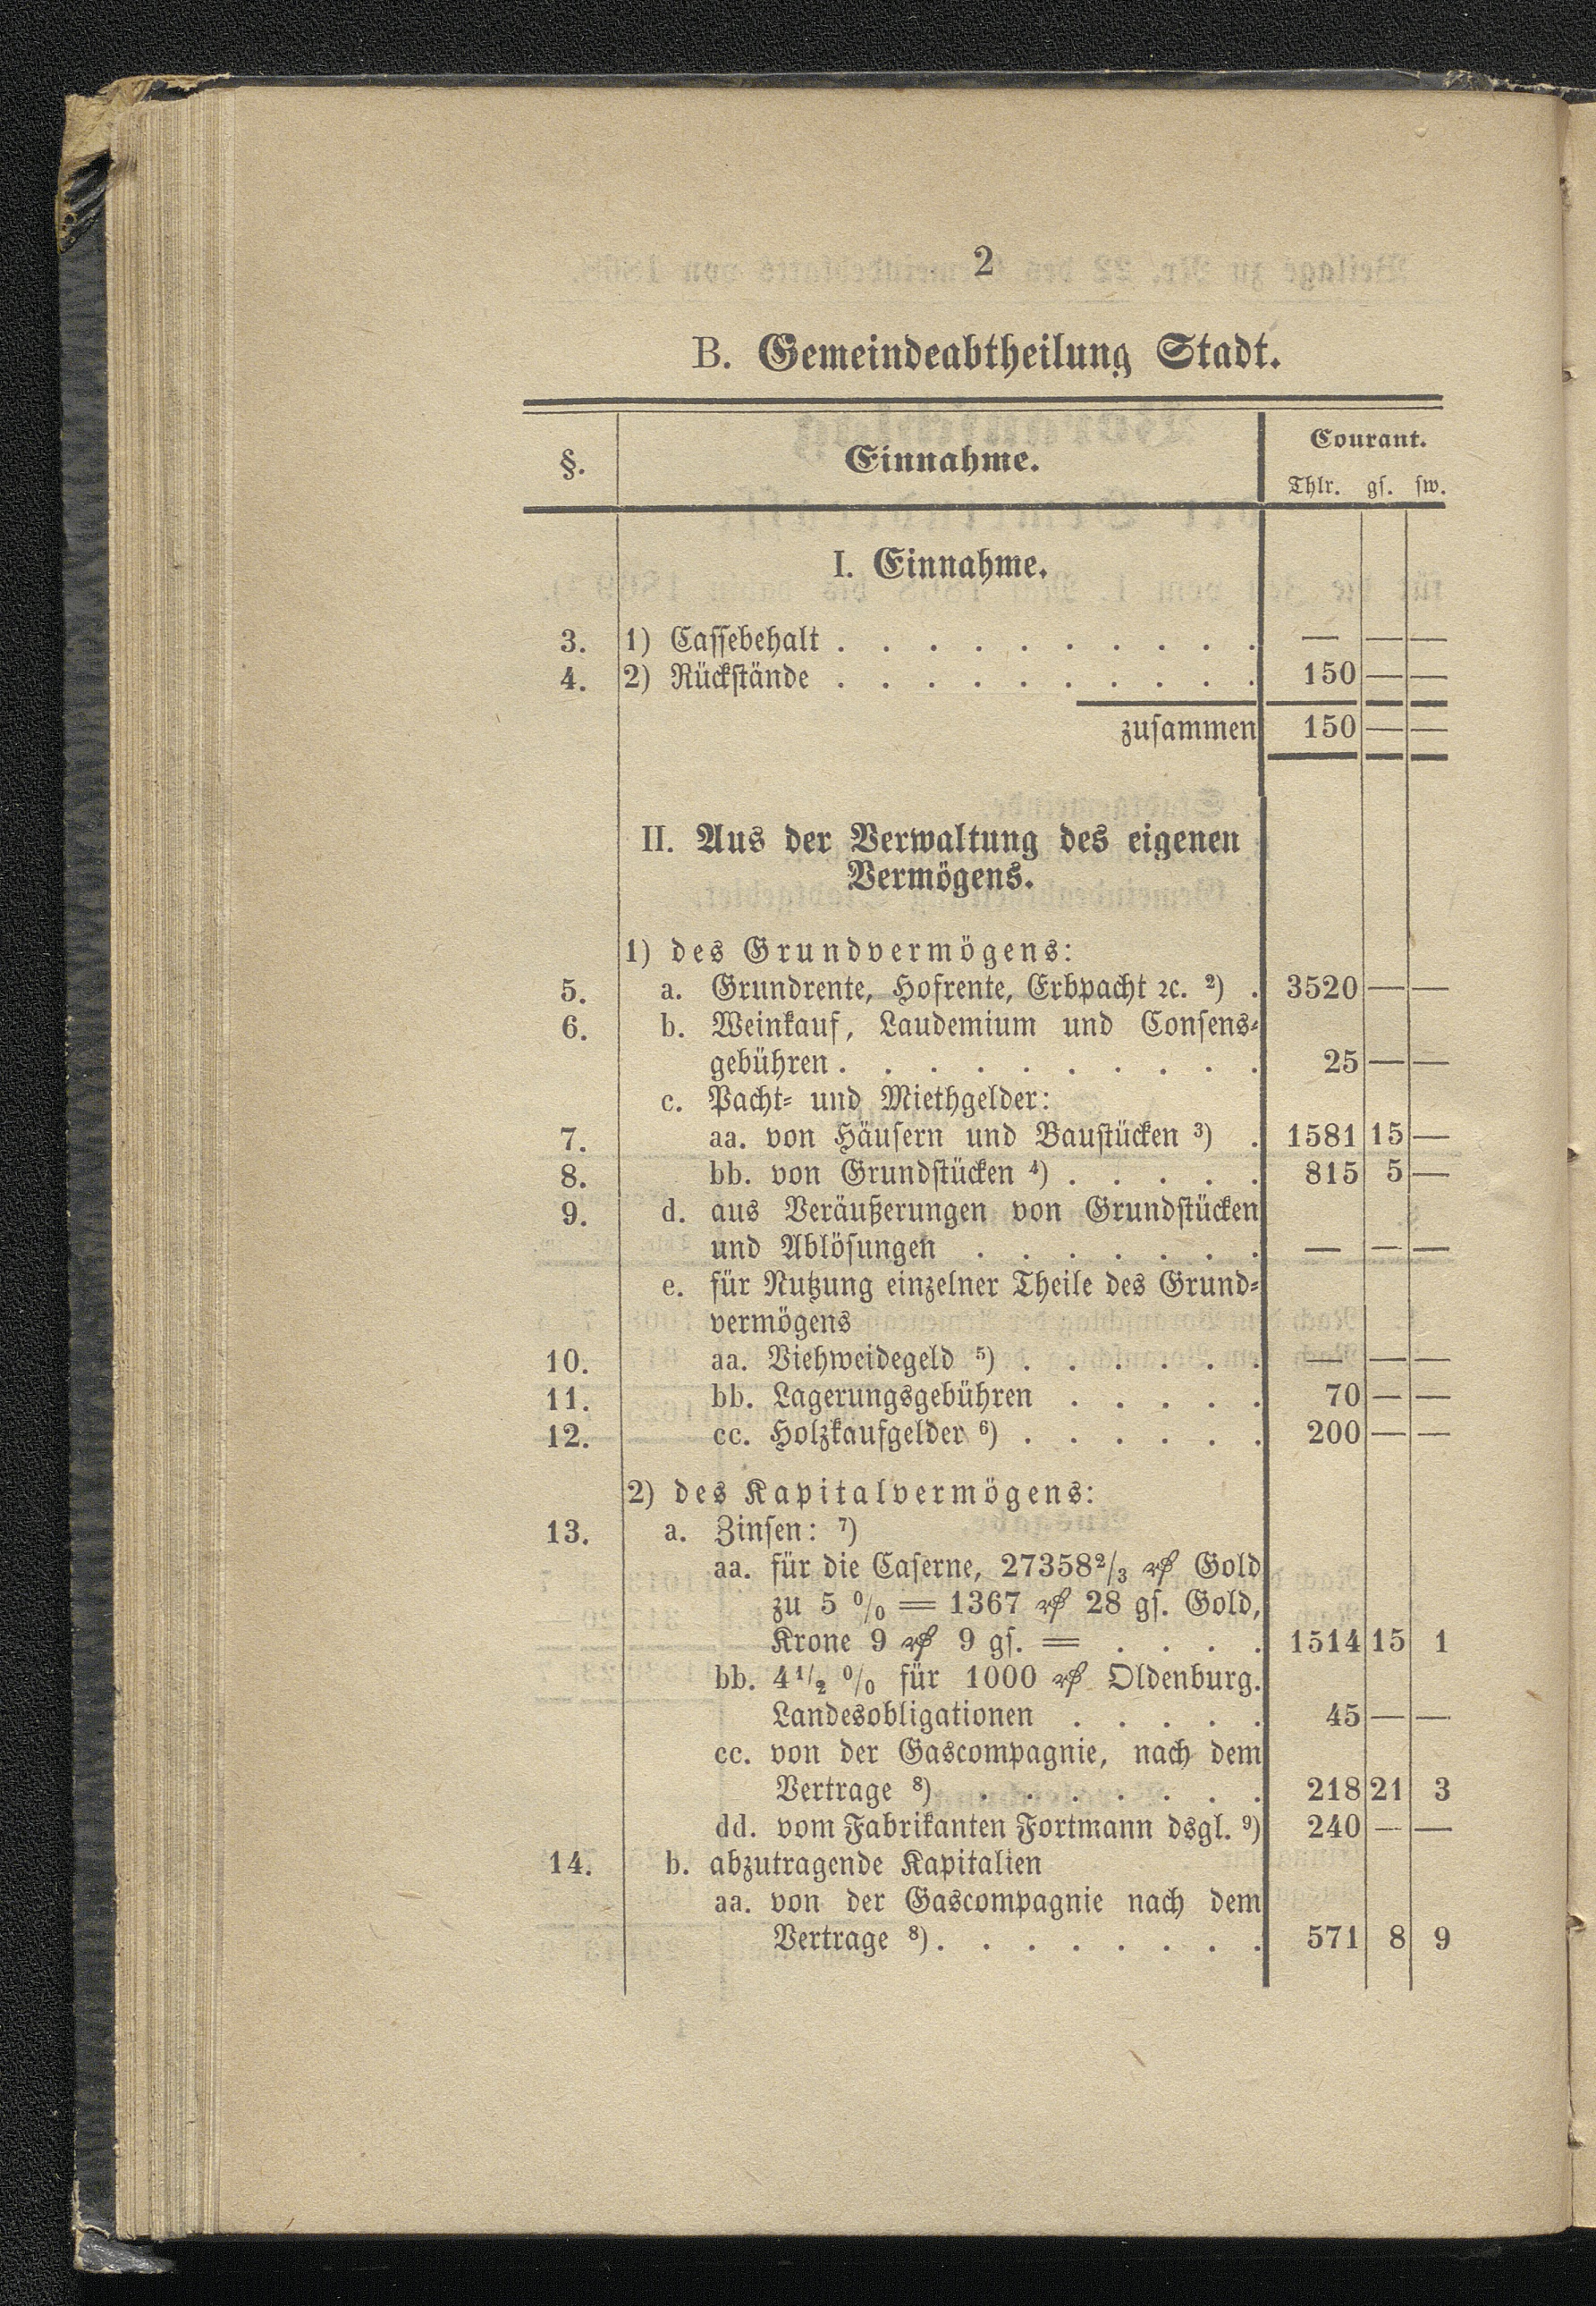 2
B. Gemeindeabtheilung Stadt.
§. Einnahme. Courant.
Thlr. gſ. ſw.
I. Einnahme.
3. 1) Caſſebehalt . . . . . . . . . . — — —
4. 2) Rückſtände . . . . . . . . . . 150 — —
zuſammen 150 — —
II. Aus der Verwaltung des eigenen
Vermögens.
1) des Grundvermögens:
5. a. Grundrente, Hofrente, Erbpacht ꝛc. ²) . 3520 — —
6. b. Weinkauf, Laudemium und Conſens-
gebühren . . . . . . . . . . 25 — —
c. Pacht- und Miethgelder:
7. aa. von Häuſern und Bauſtücken ³) . 1581 15 —
8. bb. von Grundſtücken ⁴) . . . . . 815 5 —
9. d. aus Veräußerungen von Grundſtücken
und Ablöſungen . . . . . . . — — —
e. für Nutzung einzelner Theile des Grund-
vermögens
10. aa. Viehweidegeld ⁵) . . . . . . — — —
11. bb. Lagerungsgebühren . . . . . 70 — —
12. cc. Holzkaufgelder ⁶) . . . . . . 200 — —
2) des Kapitalvermögens:
13. a. Zinſen: ⁷)
aa. für die Caſerne, 27358²/₃ ₰ Gold
zu 5 % = 1367 ₰ 28 gſ. Gold,
Krone 9 ₰ 9 gſ. = . . . . 1514 15 1
bb. 4¹/₂ % für 1000 ₰ Oldenburg.
Landesobligationen . . . . . 45 — —
cc. von der Gascompagnie, nach dem
Vertrage ⁸) . . . . . . . 218 21 3
dd. vom Fabrikanten Fortmann dsgl. ⁹) 240 — —
14. b. abzutragende Kapitalien
aa. von der Gascompagnie nach dem
Vertrage ⁸) . . . . . . . . 571 8 9